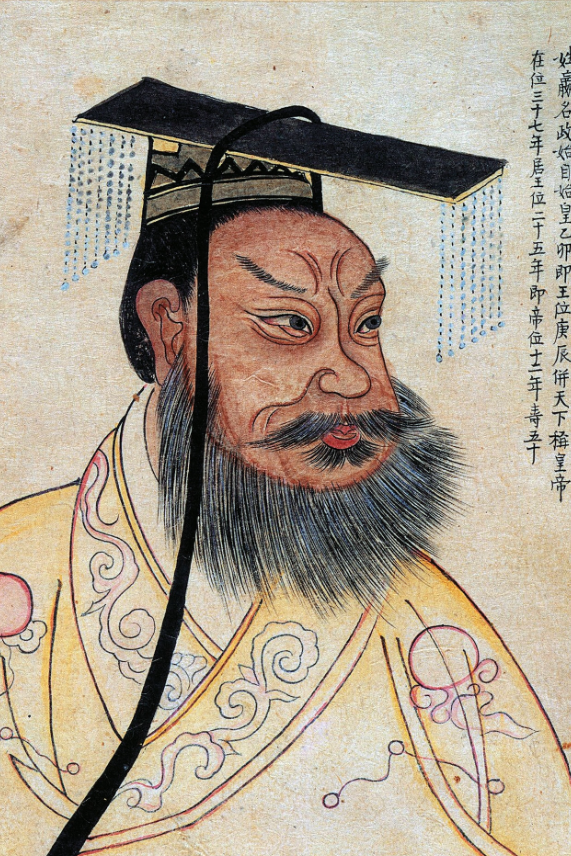 姓嬴名政始自始皇乙卯即王位庚辰併天下稱皇帝
在位三十七年居王位二十五年即帝位十二年壽五十